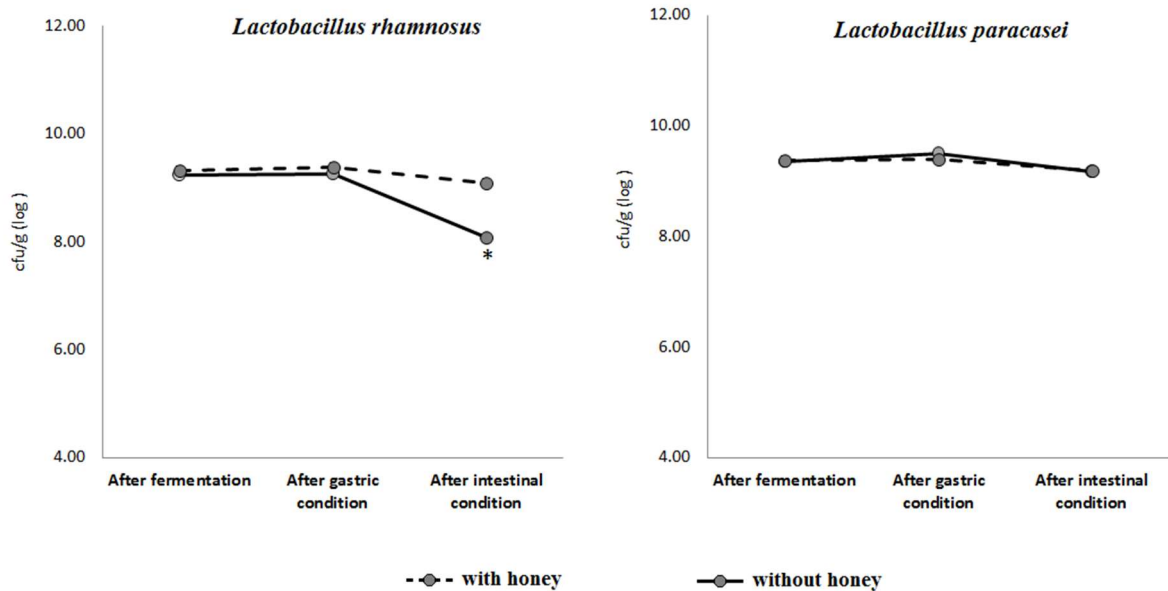 Lactobacillus rhamnosus
12.00
10.00
8.00
6.00
4.00
cfu/g (log )
*
After fermentation
After gastric
condition
After intestinal
condition
Lactobacillus paracasei
12.00
10.00
8.00
6.00
4.00
cfu/g (log )
After fermentation
After gastric
condition
After intestinal
condition
with honey
without honey